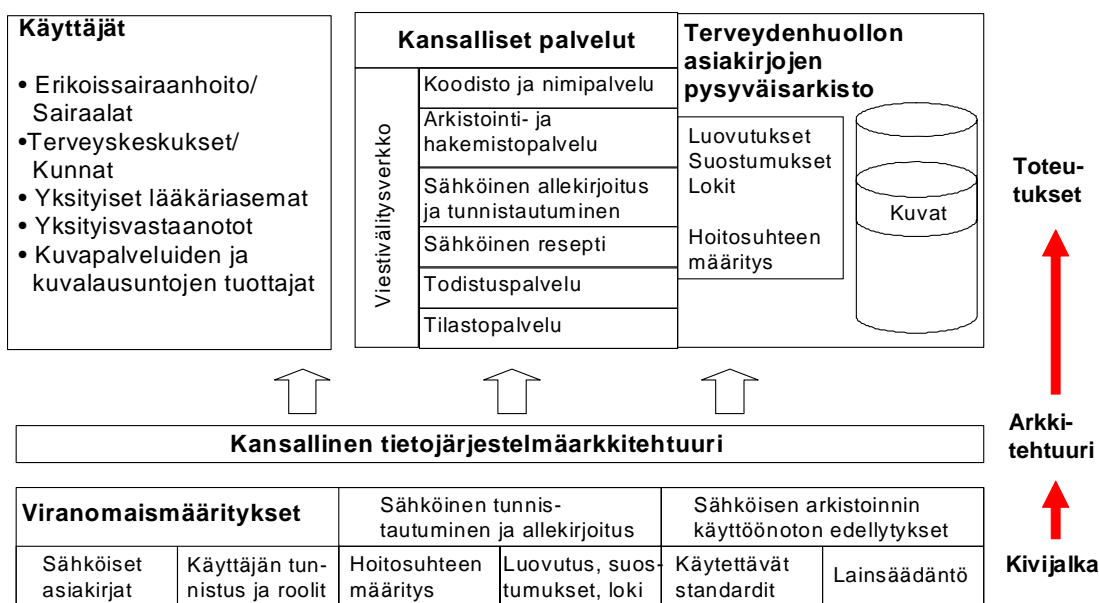 Käyttäjät
• Erikoissairaanhoito/
Sairaalat
•Terveyskeskukset/
Kunnat
• Yksityiset lääkäriasemat
• Yksityisvastaanotot
• Kuvapalveluiden ja
kuvalausuntojen tuottajat
Kansalliset palvelut
Viestivälitysverkko
Koodisto ja nimipalvelu
Arkistointi- ja
hakemistopalvelu
Sähköinen allekirjoitus
ja tunnistautuminen
Sähköinen resepti
Todistuspalvelu
Tilastopalvelu
Terveydenhuollon
asiakirjojen
pysyväisarkisto
Luovutukset
Suostumukset
Lokit
Hoitosuhteen
määritys
Kuvat
Toteu-
tukset
Kansallinen tietojärjestelmäarkkitehtuuri
Arkki-
tehtuuri
Viranomaismääritykset
Sähköinen tunnis-
tautuminen ja allekirjoitus
Sähköisen arkistoinnin
käyttöönoton edellytykset
Sähköiset
asiakirjat
Käyttäjän tun-
nistus ja roolit
Hoitosuhteen
määritys
Luovutus, suos-
tumukset, loki
Käytettävät
standardit
Lainsäädäntö
Kivijalka